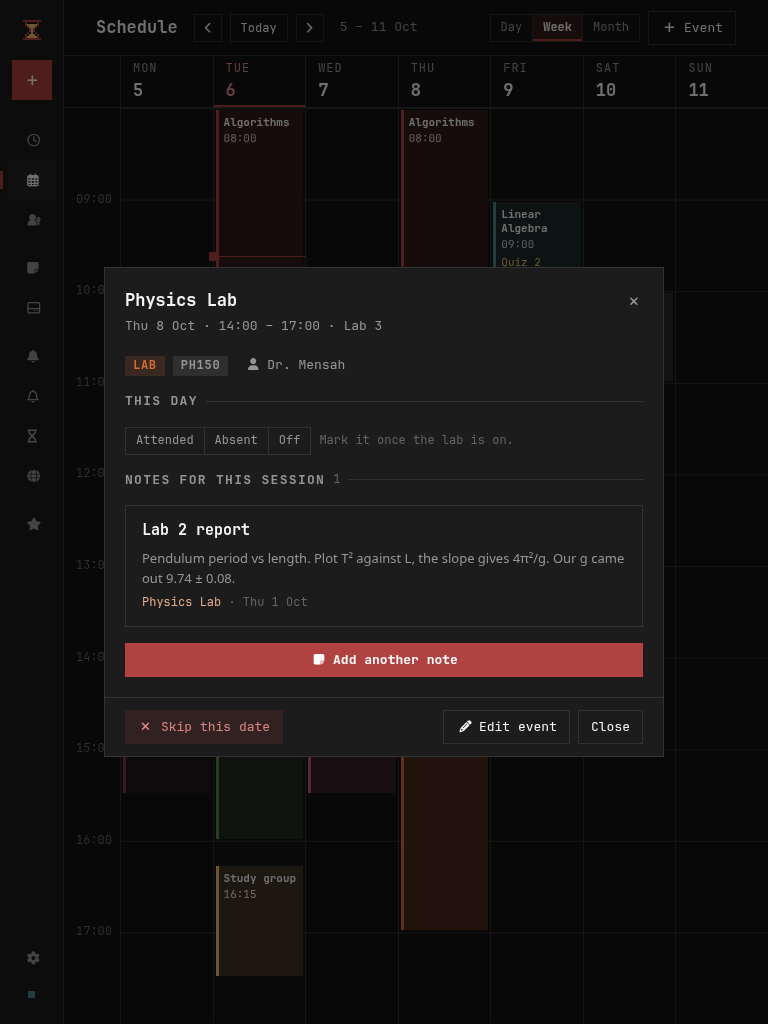 Schedule
Today
5 – 11 Oct
Day
Week
Month
+ Event
+
MON
5
TUE
6
WED
7
THU
8
FRI
9
SAT
10
SUN
11
Algorithms
08:00
Algorithms
08:00
09:00
Linear
Algebra
09:00
Quiz 2
10:0
11:0
12:0
13:0
14:0
15:0
Physics Lab
×
Thu 8 Oct · 14:00 – 17:00 · Lab 3
LAB
PH150
Dr. Mensah
THIS DAY
Attended
Absent
Off
Mark it once the lab is on.
NOTES FOR THIS SESSION 1
Lab 2 report
Pendulum period vs length. Plot T² against L, the slope gives 4π²/g. Our g came
out 9.74 ± 0.08.
Physics Lab · Thu 1 Oct
Add another note
× Skip this date
Edit event
Close
16:00
Study group
16:15
17:00